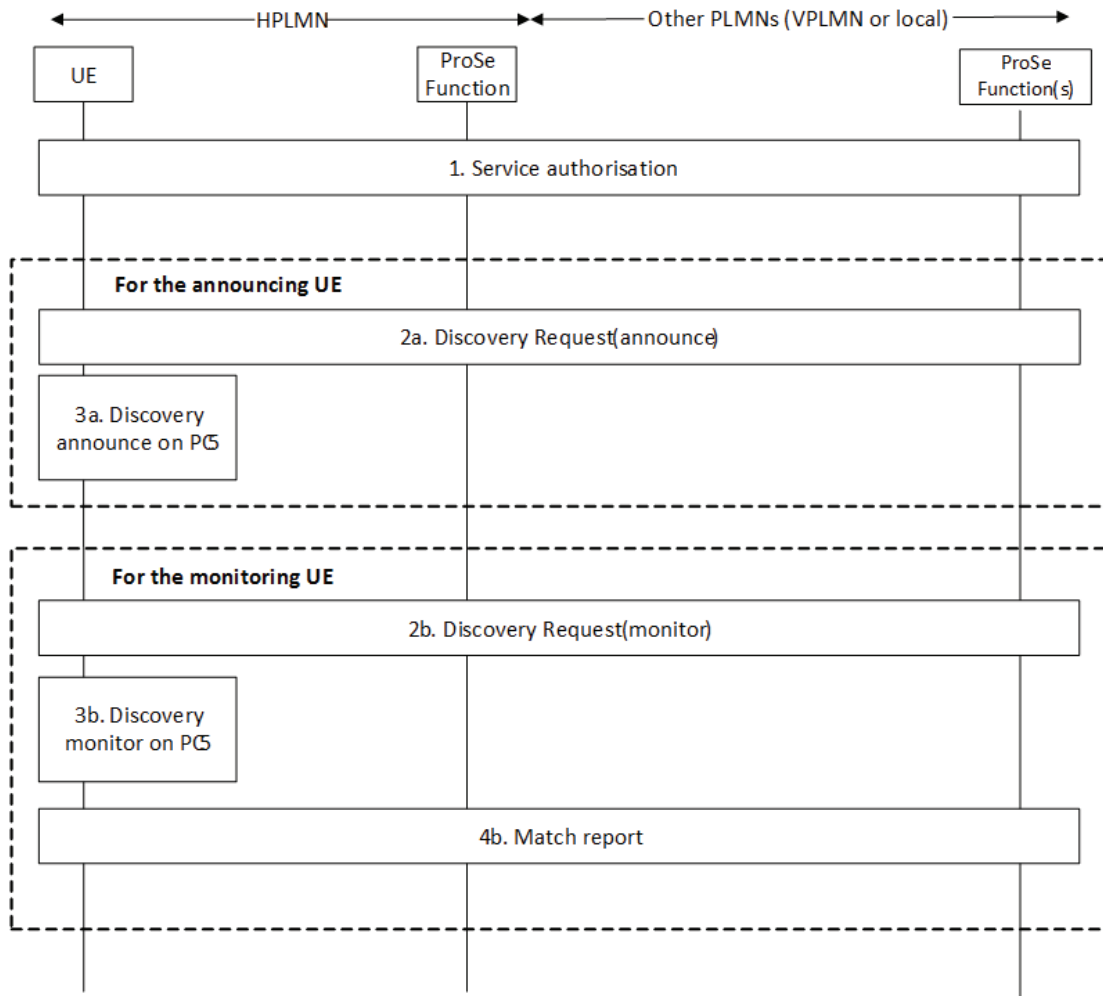 HPLMN
Other PLMNs (VPLMN or local)
UE
ProSe
Function
ProSe
Function(s)
1. Service authorisation
For the announcing UE
2a. Discovery Request(announce)
3a. Discovery
announce on PC5
For the monitoring UE
2b. Discovery Request(monitor)
3b. Discovery
monitor on PC5
4b. Match report